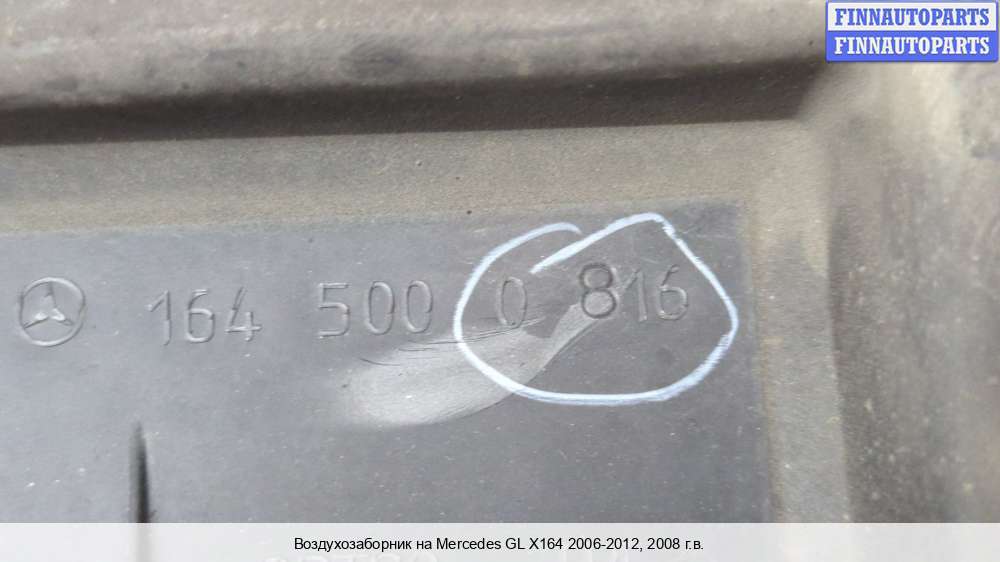 FINNAUTOPARTS
FINNAUTOPARTS
164 500 0 816
Воздухозаборник на Mercedes GL X164 2006-2012, 2008 г.в.